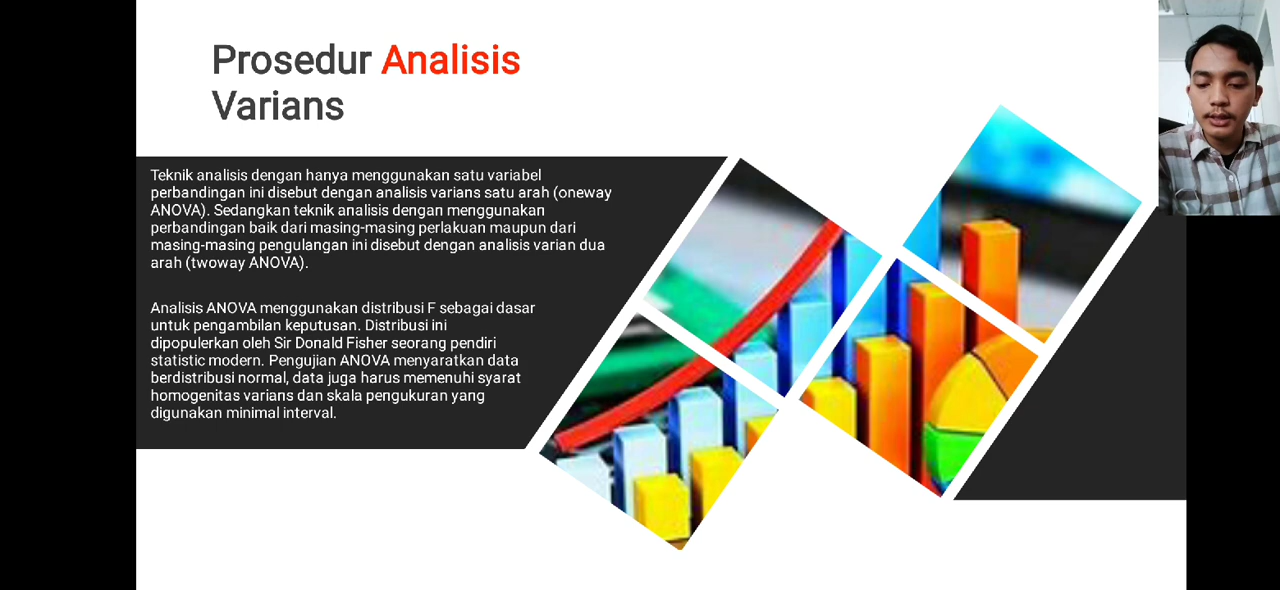 Prosedur Analisis
Varians
Teknik analisis dengan hanya menggunakan satu variabel
perbandingan ini disebut dengan analisis varians satu arah (oneway
ANOVA). Sedangkan teknik analisis dengan menggunakan
perbandingan baik dari masing-masing perlakuan maupun dari
masing-masing pengulangan ini disebut dengan analisis varian dua
arah (twoway ANOVA).
Analisis ANOVA menggunakan distribusi F sebagai dasar
untuk pengambilan keputusan. Distribusi ini
dipopulerkan oleh Sir Donald Fisher seorang pendiri
statistic modern. Pengujian ANOVA menyaratkan data
berdistribusi normal, data juga harus memenuhi syarat
homogenitas varians dan skala pengukuran yang
digunakan minimal interval.